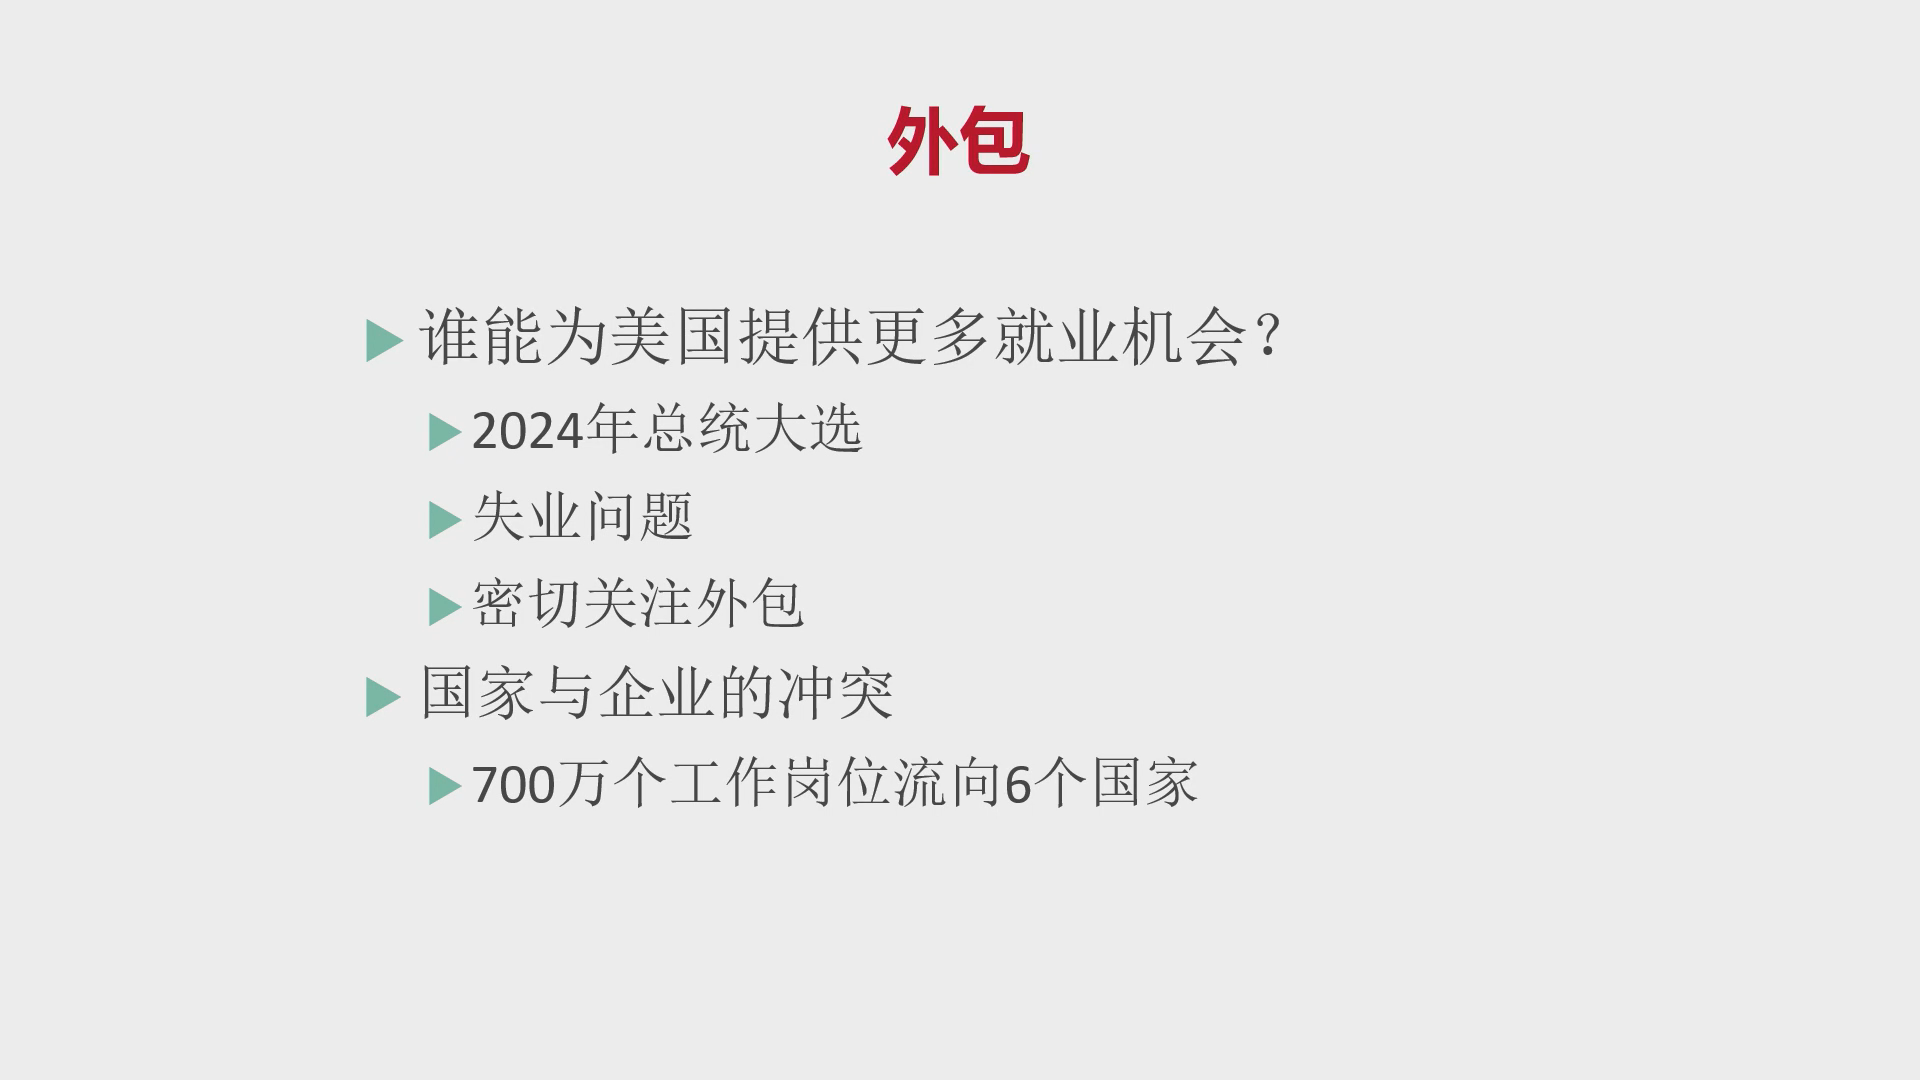 外包
谁能为美国提供更多就业机会？
2024年总统大选
失业问题
密切关注外包
国家与企业的冲突
700万个工作岗位流向6个国家